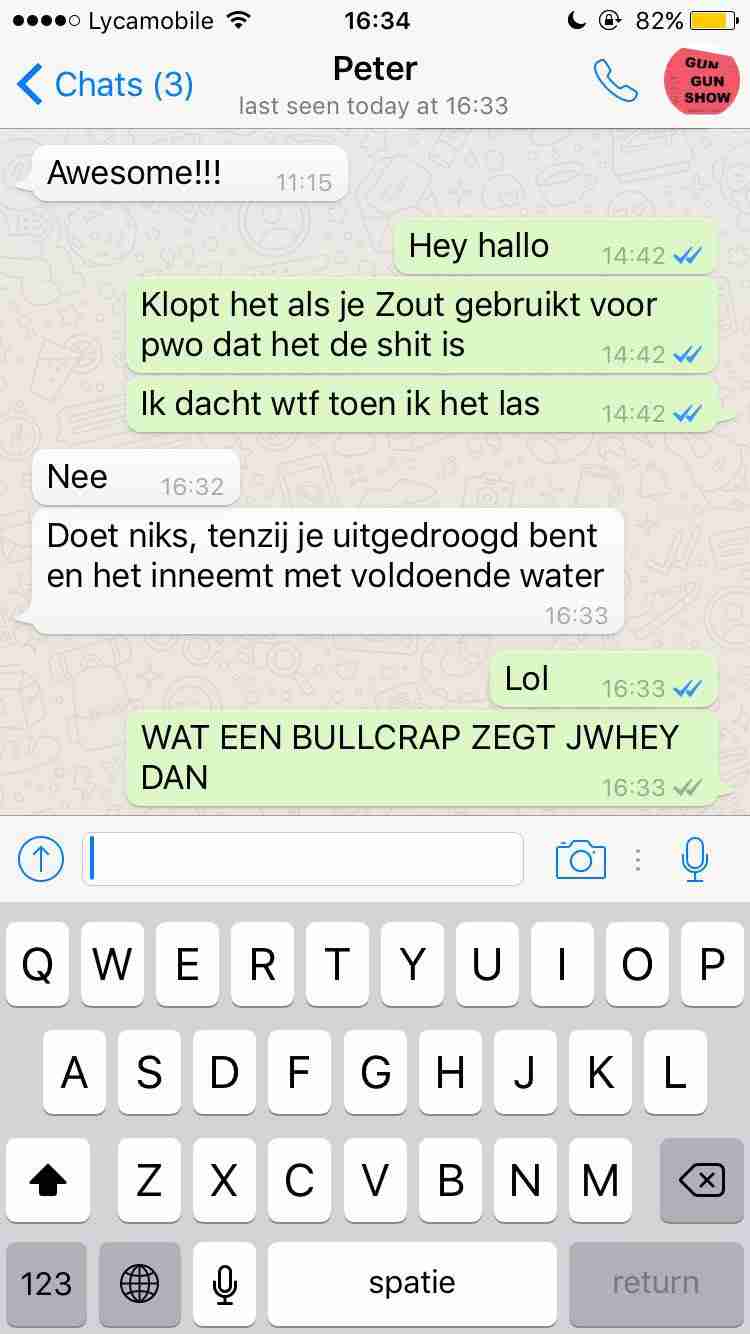 Lycamobile 16:34 82%
Chats (3) Peter
last seen today at 16:33
GUN
GUN
SHOW
Awesome!!! 11:15
Hey hallo 14:42
Klopt het als je Zout gebruikt voor
pwo dat het de shit is 14:42
Ik dacht wtf toen ik het las 14:42
Nee 16:32
Doet niks, tenzij je uitgedroogd bent
en het inneemt met voldoende water
16:33
Lol 16:33
WAT EEN BULLCRAP ZEGT JWHEY
DAN 16:33
Q W E R T Y U I O P
A S D F G H J K L
Z X C V B N M
123 spatie return